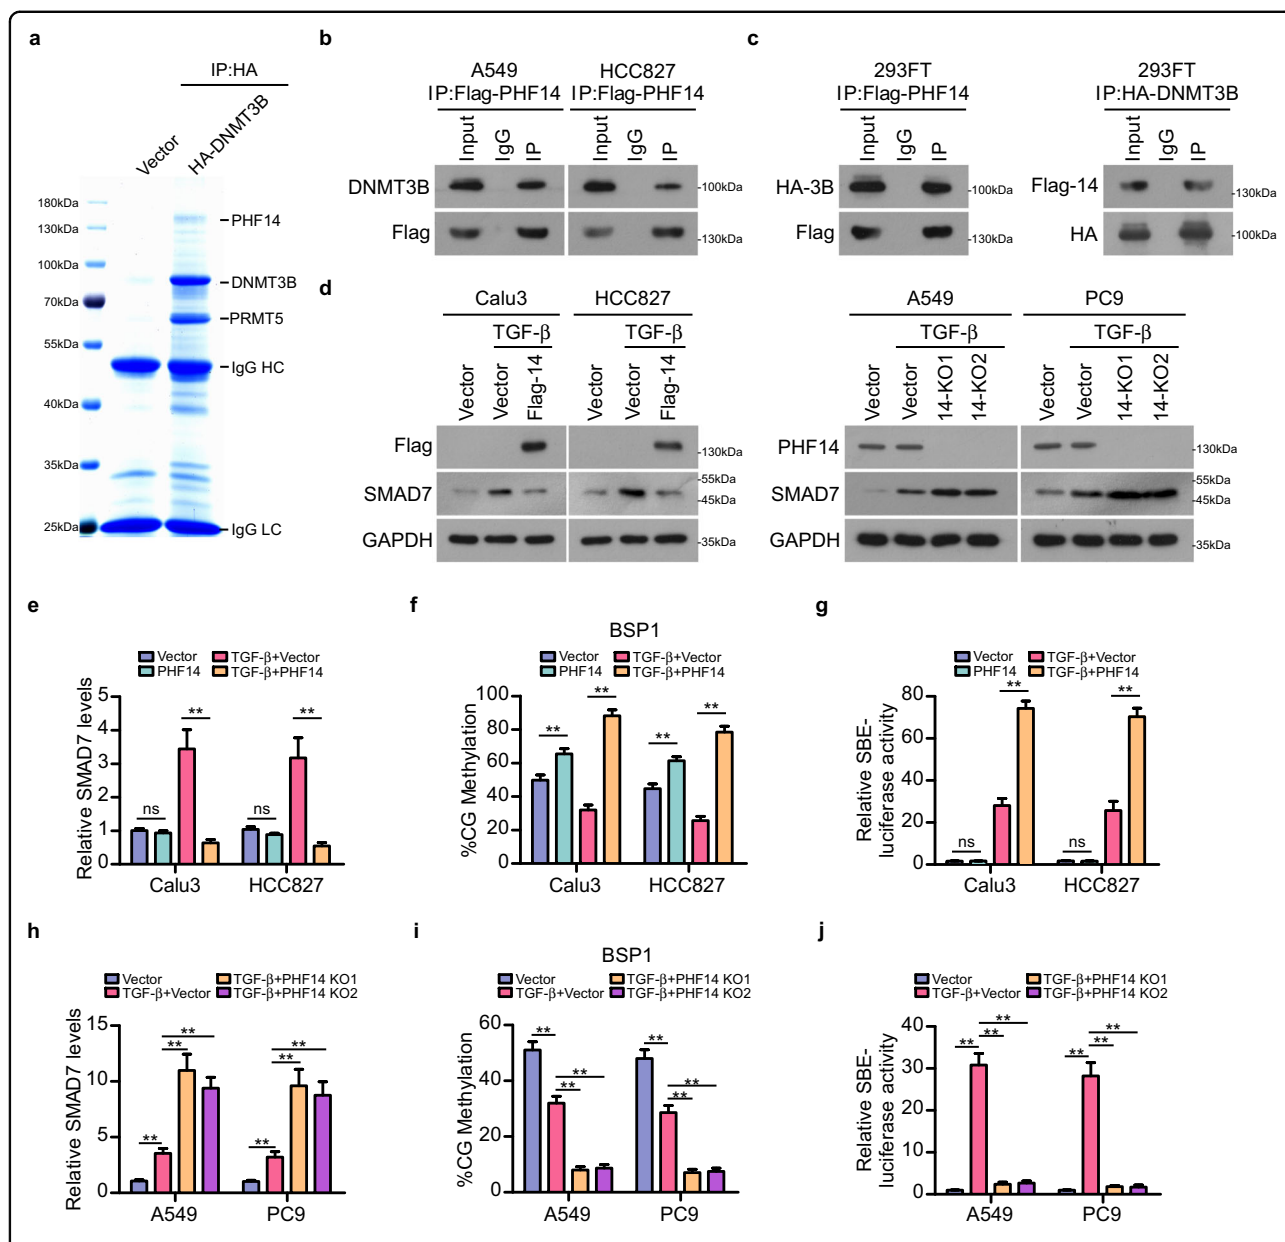 a
IP:HA
Vector
HA-DNMT3B
180kDa
130kDa
100kDa
70kDa
55kDa
40kDa
35kDa
25kDa
PHF14
DNMT3B
PRMT5
IgG HC
IgG LC
b
A549
IP:Flag-PHF14
HCC827
IP:Flag-PHF14
Input IgG IP Input IgG IP
DNMT3B -100kDa
Flag -130kDa
c
293FT
IP:Flag-PHF14
Input IgG IP
HA-3B -100kDa
Flag -130kDa
293FT
IP:HA-DNMT3B
Input IgG IP
Flag-14 -130kDa
HA -100kDa
d
Calu3 HCC827
TGF-β TGF-β
Vector Vector Flag-14 Vector Vector Flag-14
Flag -130kDa
SMAD7 -55kDa
-45kDa
GAPDH -35kDa
A549 PC9
TGF-β TGF-β
Vector Vector 14-KO1 14-KO2 Vector Vector 14-KO1 14-KO2
PHF14 -130kDa
SMAD7 -55kDa
-45kDa
GAPDH -35kDa
e
Vector TGF-β+Vector
PHF14 TGF-β+PHF14
Relative SMAD7 levels
5
4
3
2
1
0
ns ** ns **
Calu3 HCC827
f
BSP1
Vector TGF-β+Vector
PHF14 TGF-β+PHF14
%CG Methylation
100
80
60
40
20
0
** ** ** **
Calu3 HCC827
g
Vector TGF-β+Vector
PHF14 TGF-β+PHF14
Relative SBE-
luciferase activity
80
60
40
20
0
ns ** ns **
Calu3 HCC827
h
Vector TGF-β+PHF14 KO1
TGF-β+Vector TGF-β+PHF14 KO2
Relative SMAD7 levels
15
10
5
0
** ** ** ** ** **
A549 PC9
i
BSP1
Vector TGF-β+PHF14 KO1
TGF-β+Vector TGF-β+PHF14 KO2
%CG Methylation
60
40
20
0
** ** ** ** ** **
A549 PC9
j
Vector TGF-β+PHF14 KO1
TGF-β+Vector TGF-β+PHF14 KO2
Relative SBE-
luciferase activity
40
30
20
10
0
** ** ** ** ** **
A549 PC9